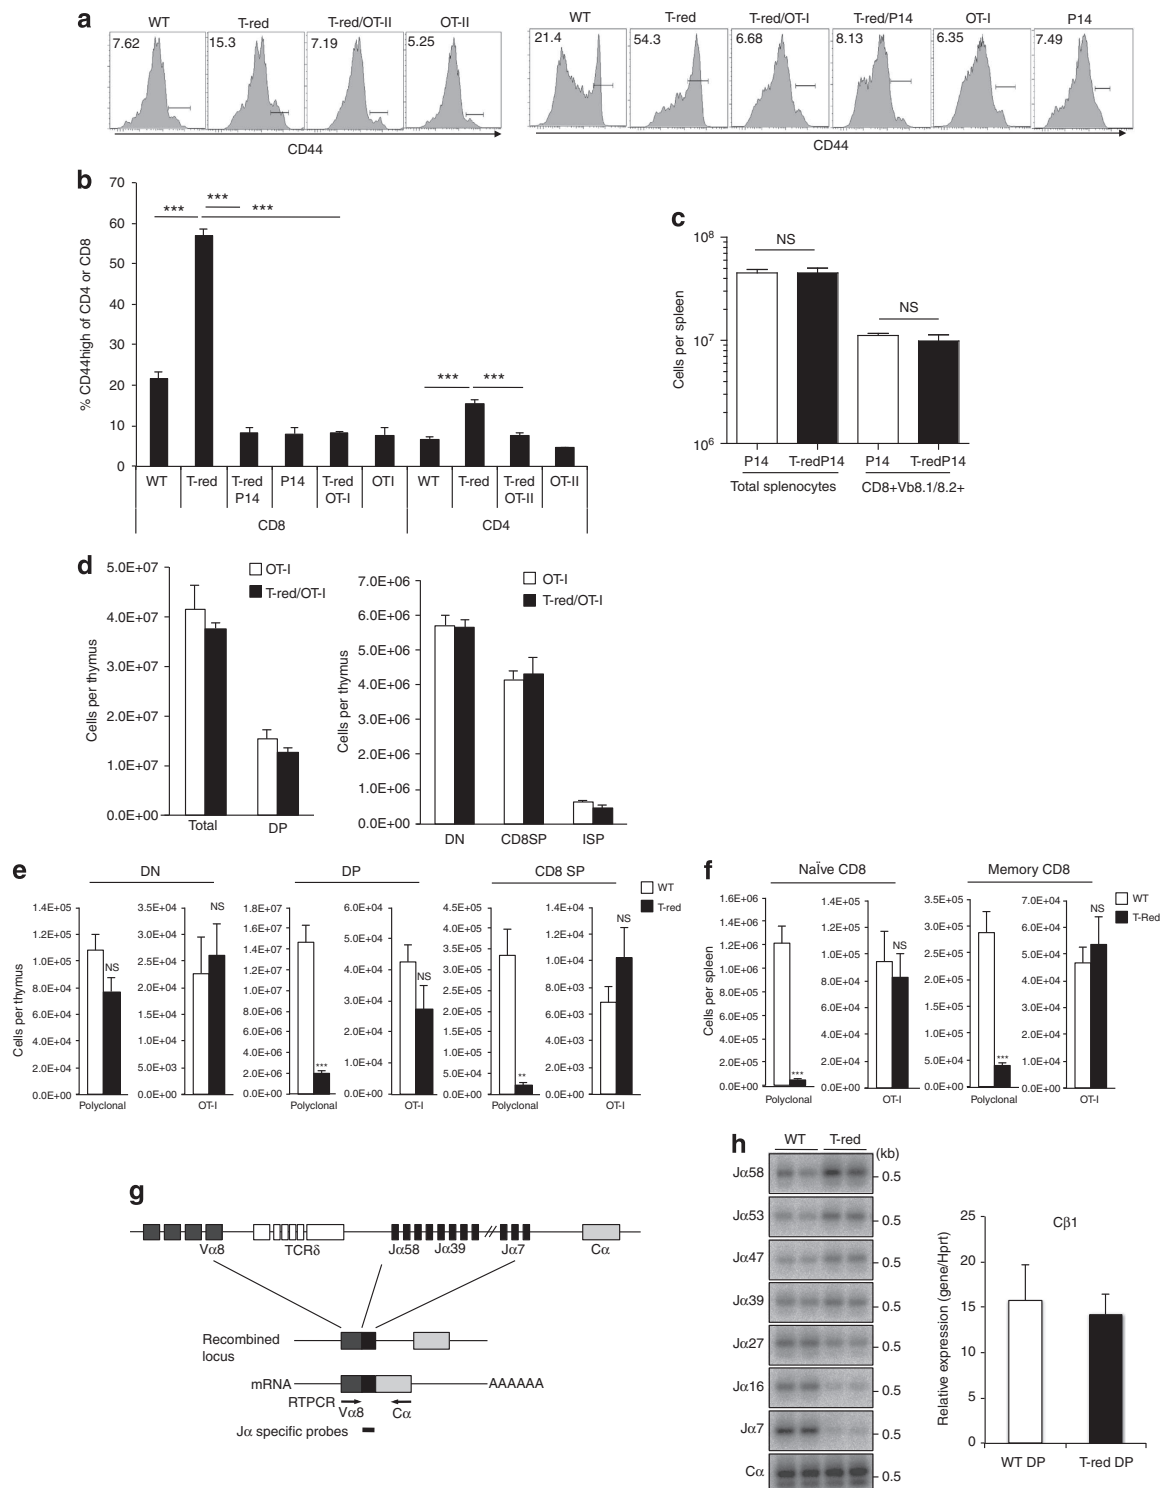 a
WT T-red T-red/OT-II OT-II
7.62 15.3 7.19 5.25
CD44
WT T-red T-red/OT-I T-red/P14 OT-I P14
21.4 54.3 6.68 8.13 6.35 7.49
CD44
b
% CD44high of CD4 or CD8
70
60
50
40
30
20
10
0
*** *** ***
*** ***
WT T-red T-red P14 P14 T-red OT-I OTI WT T-red T-red OT-II OT-II
CD8 CD4
c
Cells per spleen
10⁸
10⁷
10⁶
NS
NS
P14 T-redP14 P14 T-redP14
Total splenocytes CD8+Vb8.1/8.2+
d
Cells per thymus
5.0E+07
4.0E+07
3.0E+07
2.0E+07
1.0E+07
0.0E+00
OT-I
T-red/OT-I
Total DP
Cells per thymus
7.0E+06
6.0E+06
5.0E+06
4.0E+06
3.0E+06
2.0E+06
1.0E+06
0.0E+00
OT-I
T-red/OT-I
DN CD8SP ISP
e
Cells per thymus
DN
1.4E+05
1.2E+05
1.0E+05
8.0E+04
6.0E+04
4.0E+04
2.0E+04
0.0E+00
NS
Polyclonal
3.5E+04
3.0E+04
2.5E+04
2.0E+04
1.5E+04
1.0E+04
5.0E+03
0.0E+00
NS
OT-I
DP
1.8E+07
1.6E+07
1.4E+07
1.2E+07
1.0E+07
8.0E+06
6.0E+06
4.0E+06
2.0E+06
0.0E+00
***
Polyclonal
6.0E+04
5.0E+04
4.0E+04
3.0E+04
2.0E+04
1.0E+04
0.0E+00
NS
OT-I
CD8 SP
4.5E+05
4.0E+05
3.5E+05
3.0E+05
2.5E+05
2.0E+05
1.5E+05
1.0E+05
5.0E+04
0.0E+00
**
Polyclonal
1.4E+04
1.2E+04
1.0E+04
8.0E+03
6.0E+03
4.0E+03
2.0E+03
0.0E+00
NS
OT-I
WT
T-red
f
Cells per spleen
NaÏve CD8
1.6E+06
1.4E+06
1.2E+06
1.0E+06
8.0E+05
6.0E+05
4.0E+05
2.0E+05
0.0E+00
***
Polyclonal
1.4E+05
1.2E+05
1.0E+05
8.0E+04
6.0E+04
4.0E+04
2.0E+04
0.0E+00
NS
OT-I
Memory CD8
3.5E+05
3.0E+05
2.5E+05
2.0E+05
1.5E+05
1.0E+05
5.0E+04
0.0E+00
***
Polyclonal
7.0E+04
6.0E+04
5.0E+04
4.0E+04
3.0E+04
2.0E+04
1.0E+04
0.0E+00
NS
OT-I
WT
T-Red
g
Vα8 TCRδ Jα58 Jα39 Jα7 Cα
Recombined
locus
mRNA AAAAAA
RTPCR
Vα8 Cα
Jα specific probes
h
WT T-red
(kb)
Jα58 0.5
Jα53 0.5
Jα47 0.5
Jα39 0.5
Jα27 0.5
Jα16 0.5
Jα7 0.5
Cα 0.5
Relative expression (gene/Hprt)
Cβ1
25
20
15
10
5
0
WT DP T-red DP